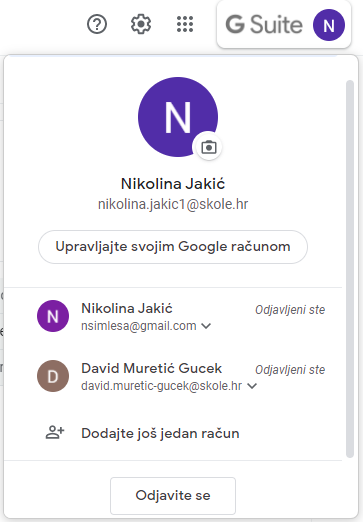 G Suite
N
N
Nikolina Jakić
nikolina.jakic1@skole.hr
Upravljajte svojim Google računom
N
Nikolina Jakić
Odjavljeni ste
nsimlesa@gmail.com
D
David Muretić Gucek
Odjavljeni ste
david.muretic-gucek@skole.hr
Dodajte još jedan račun
Odjavite se